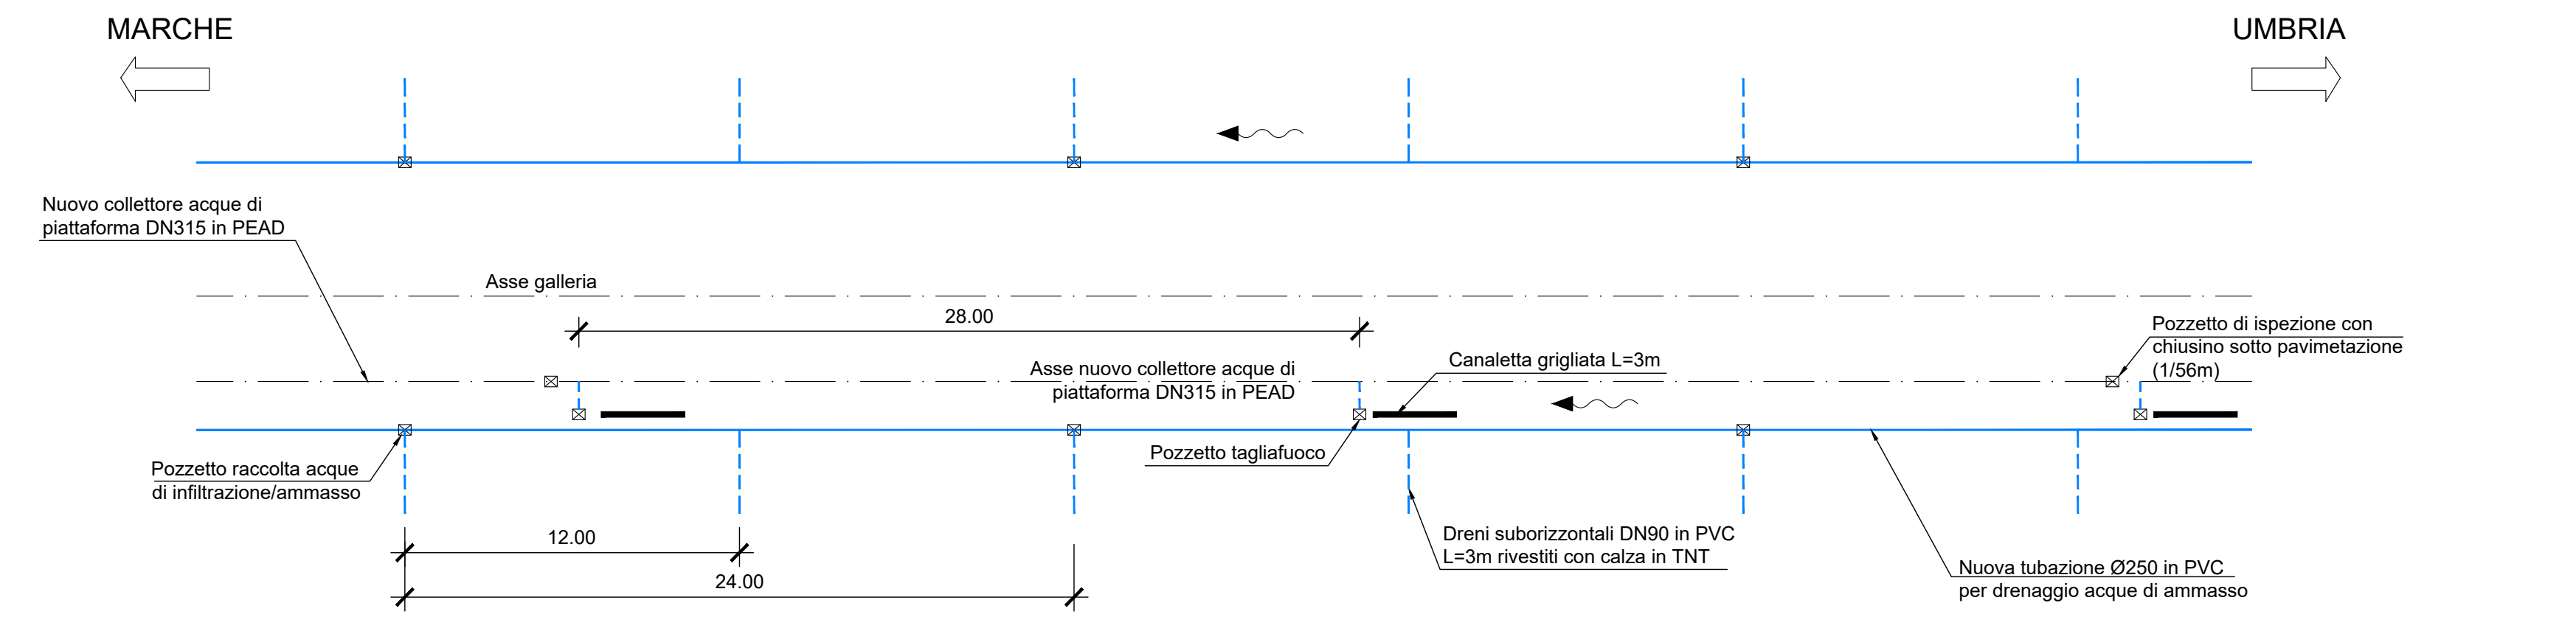 MARCHE
UMBRIA
Nuovo collettore acque di
piattaforma DN315 in PEAD
Asse galleria
28.00
Pozzetto di ispezione con
chiusino sotto pavimetazione
(1/56m)
Asse nuovo collettore acque di
piattaforma DN315 in PEAD
Canaletta grigliata L=3m
Pozzetto tagliafuoco
Pozzetto raccolta acque
di infiltrazione/ammasso
12.00
24.00
Dreni suborizzontali DN90 in PVC
L=3m rivestiti con calza in TNT
Nuova tubazione Ø250 in PVC
per drenaggio acque di ammasso